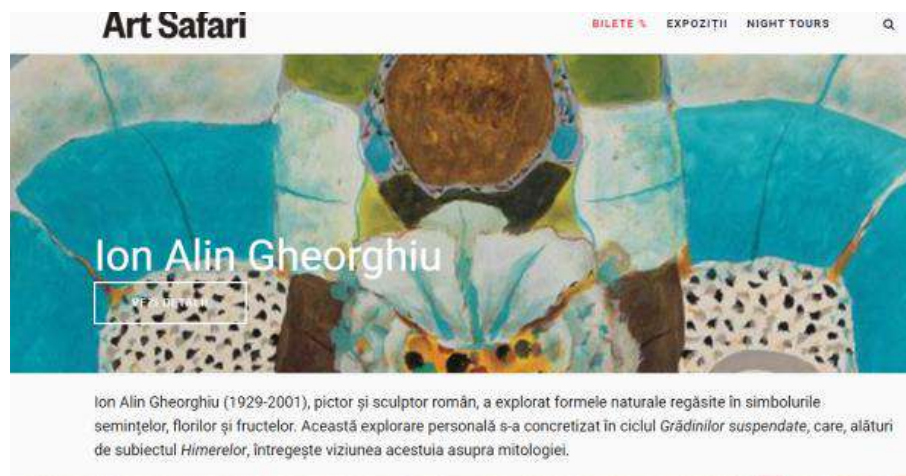 Art Safari
BILETE % EXPOZIȚII NIGHT TOURS
Ion Alin Gheorghiu
VEZI DETALII
Ion Alin Gheorghiu (1929-2001), pictor și sculptor român, a explorat formele naturale regăsite în simbolurile
semințelor, florilor și fructelor. Această explorare personală s-a concretizat în ciclul Grădinilor suspendate, care, alături
de subiectul Himerelor, întregește viziunea acestuia asupra mitologiei.